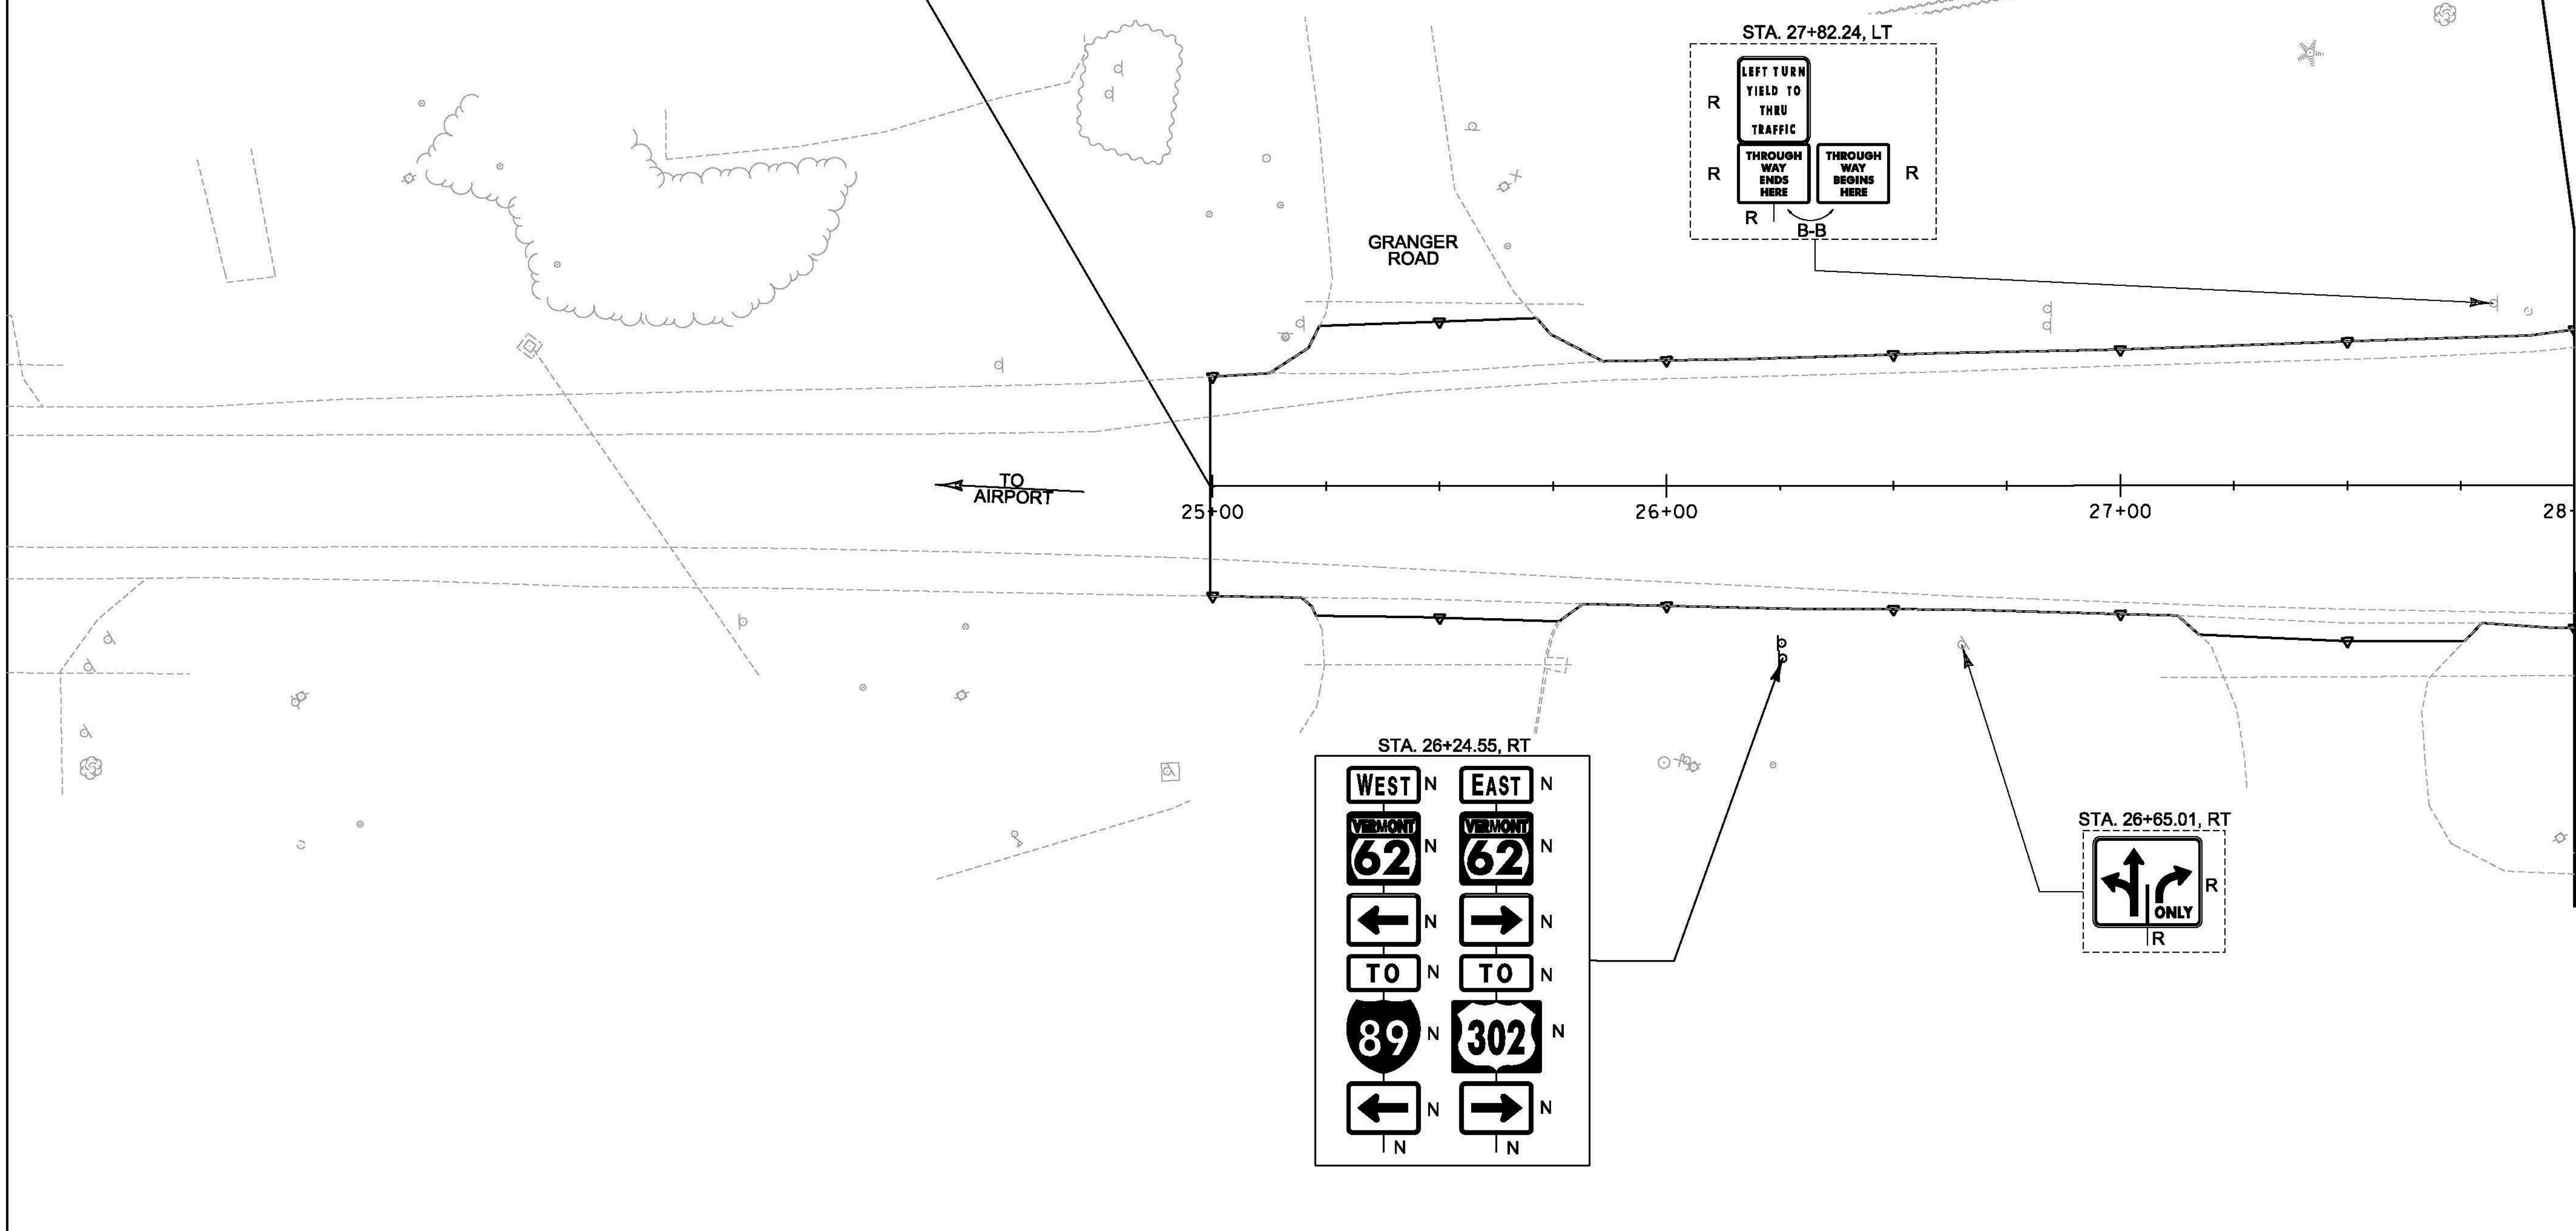 STA. 27+82.24, LT
LEFT TURN
YIELD TO
THRU
TRAFFIC
R
THROUGH
WAY
ENDS
HERE
R
THROUGH
WAY
BEGINS
HERE
R
R
B-B
GRANGER
ROAD
TO
AIRPORT
25+00
26+00
27+00
28
STA. 26+24.55, RT
WEST N EAST N
VERMONT VERMONT
62 N 62 N
N N
TO N TO N
89 N 302 N
N N
N N
STA. 26+65.01, RT
ONLY
R
R